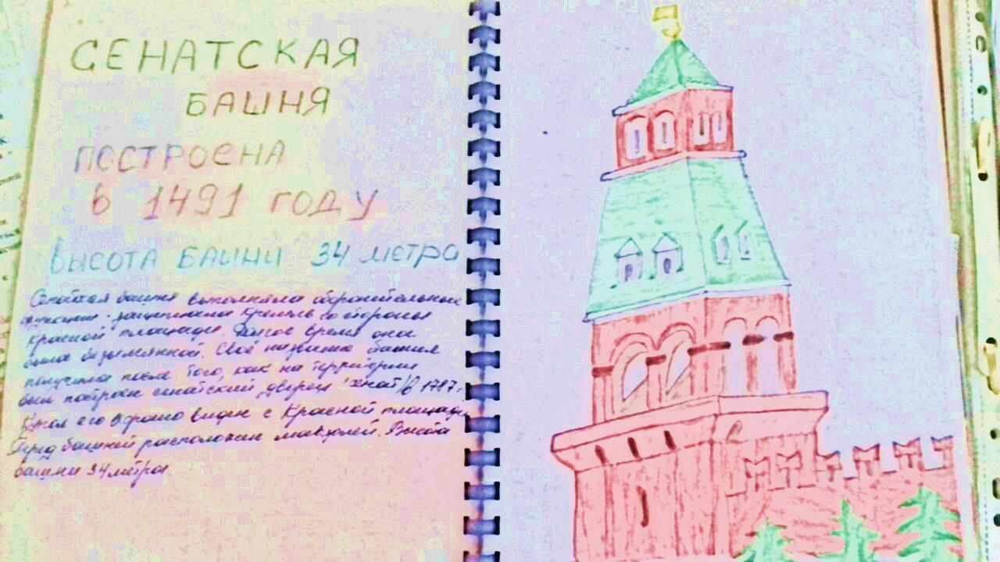 СЕНАТСКАЯ
БАШНЯ
ПОСТРОЕНА
В 1491 ГОДУ
ВЫСОТА БАШНИ 34 метра
Сенатская башня выполняла оборонительные
функции - защищала Кремль со стороны
Красной площади. Долгое время она
была безымянной. Своё название башня
получила после того, как на территории
был построен сенатский дворец (Сенат) в 1787 г.
Купол его хорошо виден с Красной площади.
Перед башней расположен мавзолей. Высота
башни 34 метра